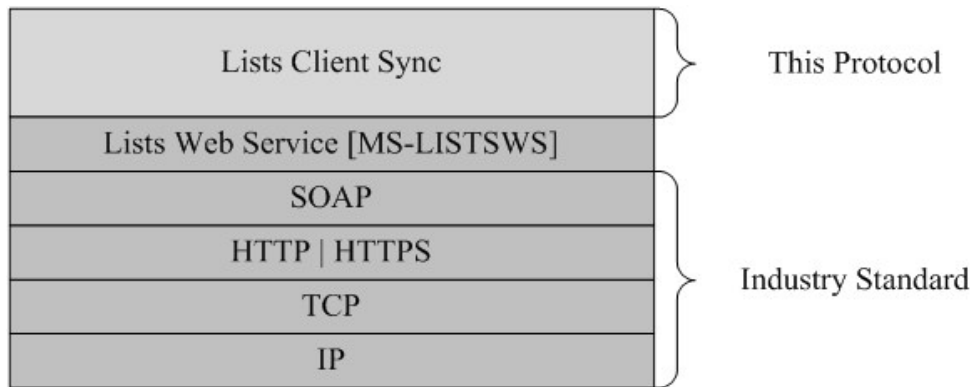 Lists Client Sync
This Protocol
Lists Web Service [MS-LISTSWS]
SOAP
HTTP | HTTPS
Industry Standard
TCP
IP